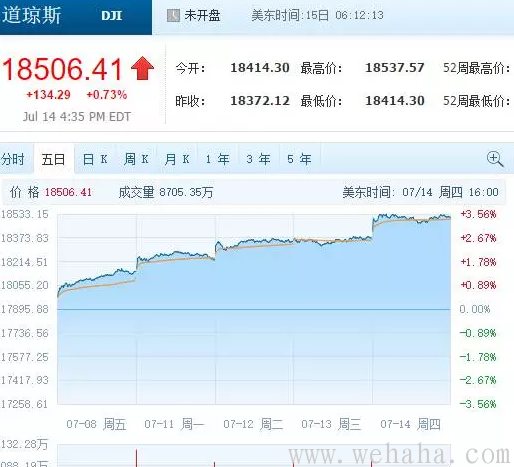 道琼斯 DJI 未开盘 美东时间:15日 06:12:13
18506.41 今开: 18414.30 最高价: 18537.57 52周最高价:
+134.29 +0.73% 昨收: 18372.12 最低价: 18414.30 52周最低价:
Jul 14 4:35 PM EDT
分时 五日 日 K 周 K 月 K 1 年 3 年 5 年
价 格 18506.41 成交量 8705.35万 美东时间: 07/14 周四 16:00
18533.15 +3.56%
18373.83 +2.67%
18214.51 +1.78%
18055.20 +0.89%
17895.88 0.00%
17736.56 -0.89%
17577.25 -1.78%
17417.93 -2.67%
17258.61 -3.56%
07-08 周五 07-11 周一 07-12 周二 07-13 周三 07-14 周四
132.28万
www.wehaha.com